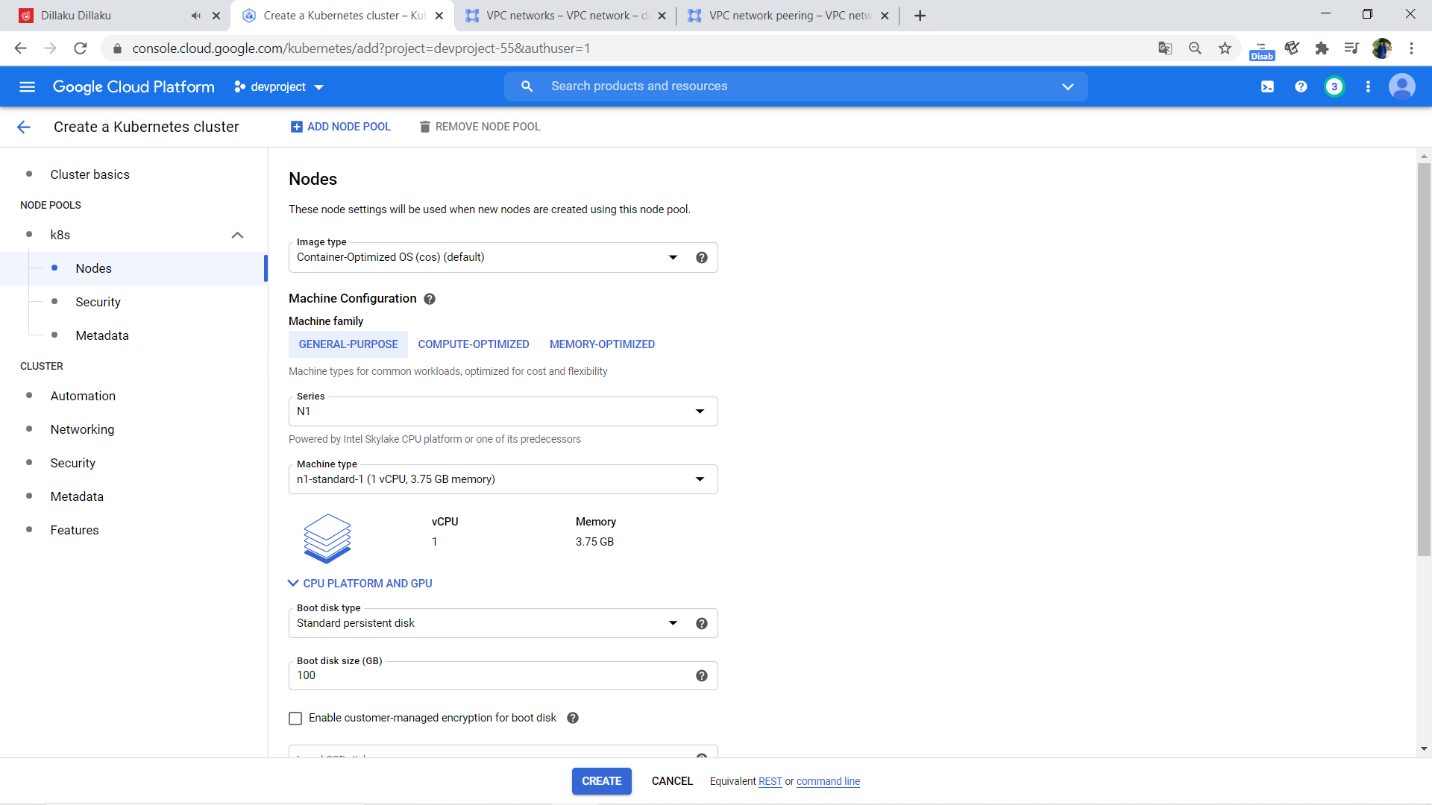 Dillaku Dillaku
Create a Kubernetes cluster – Ku
VPC networks – VPC network – d
VPC network peering – VPC netw
console.cloud.google.com/kubernetes/add?project=devproject-55&authuser=1
Disab
Google Cloud Platform
devproject
Search products and resources
3
Create a Kubernetes cluster
ADD NODE POOL
REMOVE NODE POOL
Cluster basics
NODE POOLS
k8s
Nodes
Security
Metadata
CLUSTER
Automation
Networking
Security
Metadata
Features
Nodes
These node settings will be used when new nodes are created using this node pool.
Image type
Container-Optimized OS (cos) (default)
Machine Configuration
Machine family
GENERAL-PURPOSE COMPUTE-OPTIMIZED MEMORY-OPTIMIZED
Machine types for common workloads, optimized for cost and flexibility
Series
N1
Powered by Intel Skylake CPU platform or one of its predecessors
Machine type
n1-standard-1 (1 vCPU, 3.75 GB memory)
vCPU Memory
1 3.75 GB
CPU PLATFORM AND GPU
Boot disk type
Standard persistent disk
Boot disk size (GB)
100
Enable customer-managed encryption for boot disk
CREATE CANCEL Equivalent REST or command line